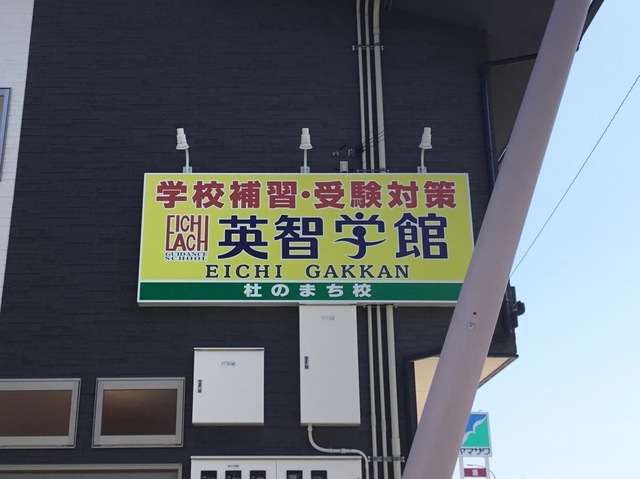 学校補習・受験対策
EICHI
EACH
GUIDANCE
SCHOOL
英智学館
EICHI GAKKAN
杜のまち校
ヤマザワ